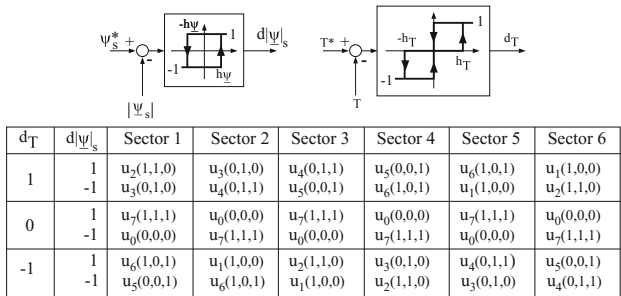 ψs* + - |Ψs|
-hΨ 1 -1 hΨ
d|Ψ|s
T* + - T
-hT 1 -1 hT
dT
dT d|Ψ|s Sector 1 Sector 2 Sector 3 Sector 4 Sector 5 Sector 6
1 1 u2(1,1,0) u3(0,1,0) u4(0,1,1) u5(0,0,1) u6(1,0,1) u1(1,0,0)
-1 u3(0,1,0) u4(0,1,1) u5(0,0,1) u6(1,0,1) u1(1,0,0) u2(1,1,0)
0 1 u7(1,1,1) u0(0,0,0) u7(1,1,1) u0(0,0,0) u7(1,1,1) u0(0,0,0)
-1 u0(0,0,0) u7(1,1,1) u0(0,0,0) u7(1,1,1) u0(0,0,0) u7(1,1,1)
-1 1 u6(1,0,1) u1(1,0,0) u2(1,1,0) u3(0,1,0) u4(0,1,1) u5(0,0,1)
-1 u5(0,0,1) u6(1,0,1) u1(1,0,0) u2(1,1,0) u3(0,1,0) u4(0,1,1)